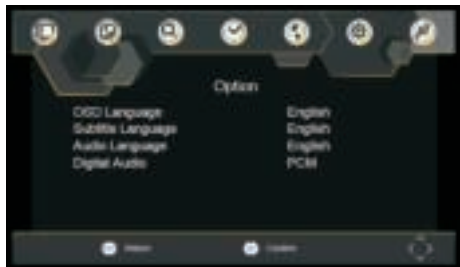 Option
OSD Language English
Subtitle Language English
Audio Language English
Digital Audio PCM